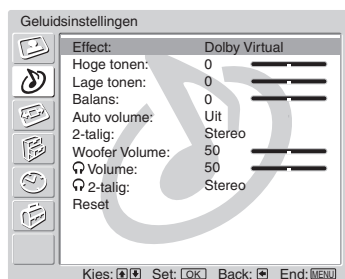 Geluidsinstellingen
Effect: Dolby Virtual
Hoge tonen: 0
Lage tonen: 0
Balans: 0
Auto volume: Uit
2-talig: Stereo
Woofer Volume: 50
Volume: 50
2-talig: Stereo
Reset
Kies: Set: OK Back: End: MENU